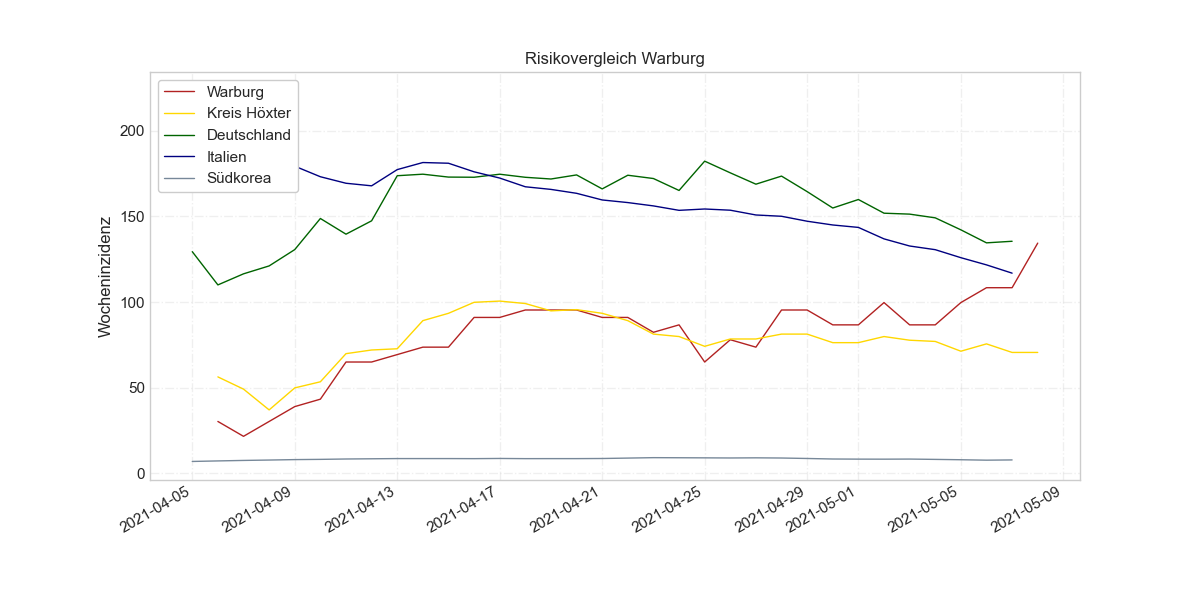 Risikovergleich Warburg
Warburg
Kreis Höxter
Deutschland
Italien
Südkorea
Wocheninzidenz
200
150
100
50
0
2021-04-05
2021-04-09
2021-04-13
2021-04-17
2021-04-21
2021-04-25
2021-04-29
2021-05-01
2021-05-05
2021-05-09